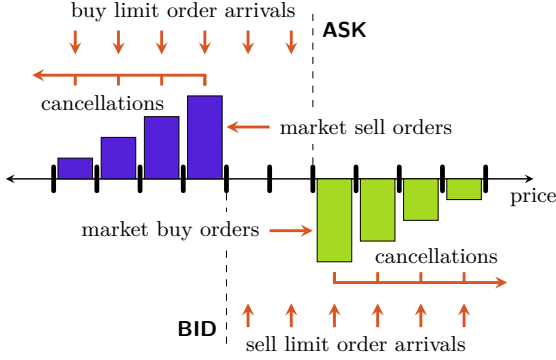 buy limit order arrivals
ASK
cancellations
market sell orders
price
market buy orders
cancellations
BID
sell limit order arrivals